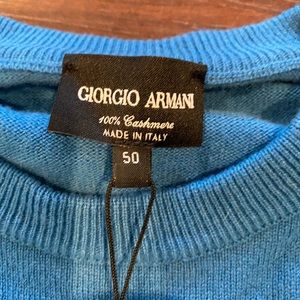 GIORGIO ARMANI
100% Cashmere
MADE IN ITALY
50